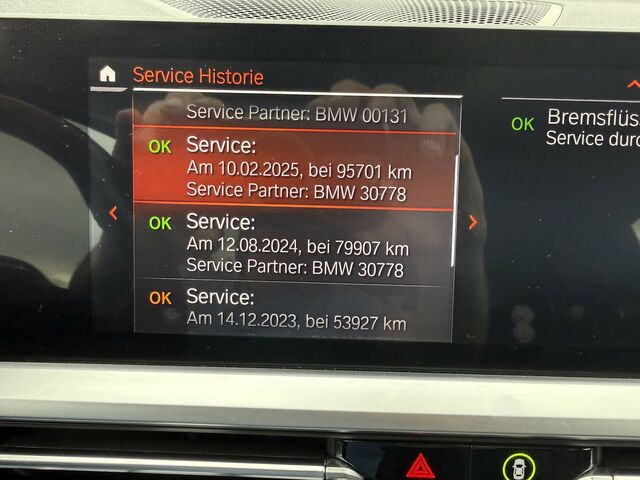 Service Historie
Service Partner: BMW 00131
OK Service:
Am 10.02.2025, bei 95701 km
Service Partner: BMW 30778
OK Service:
Am 12.08.2024, bei 79907 km
Service Partner: BMW 30778
OK Service:
Am 14.12.2023, bei 53927 km
OK Bremsflüss
Service durc